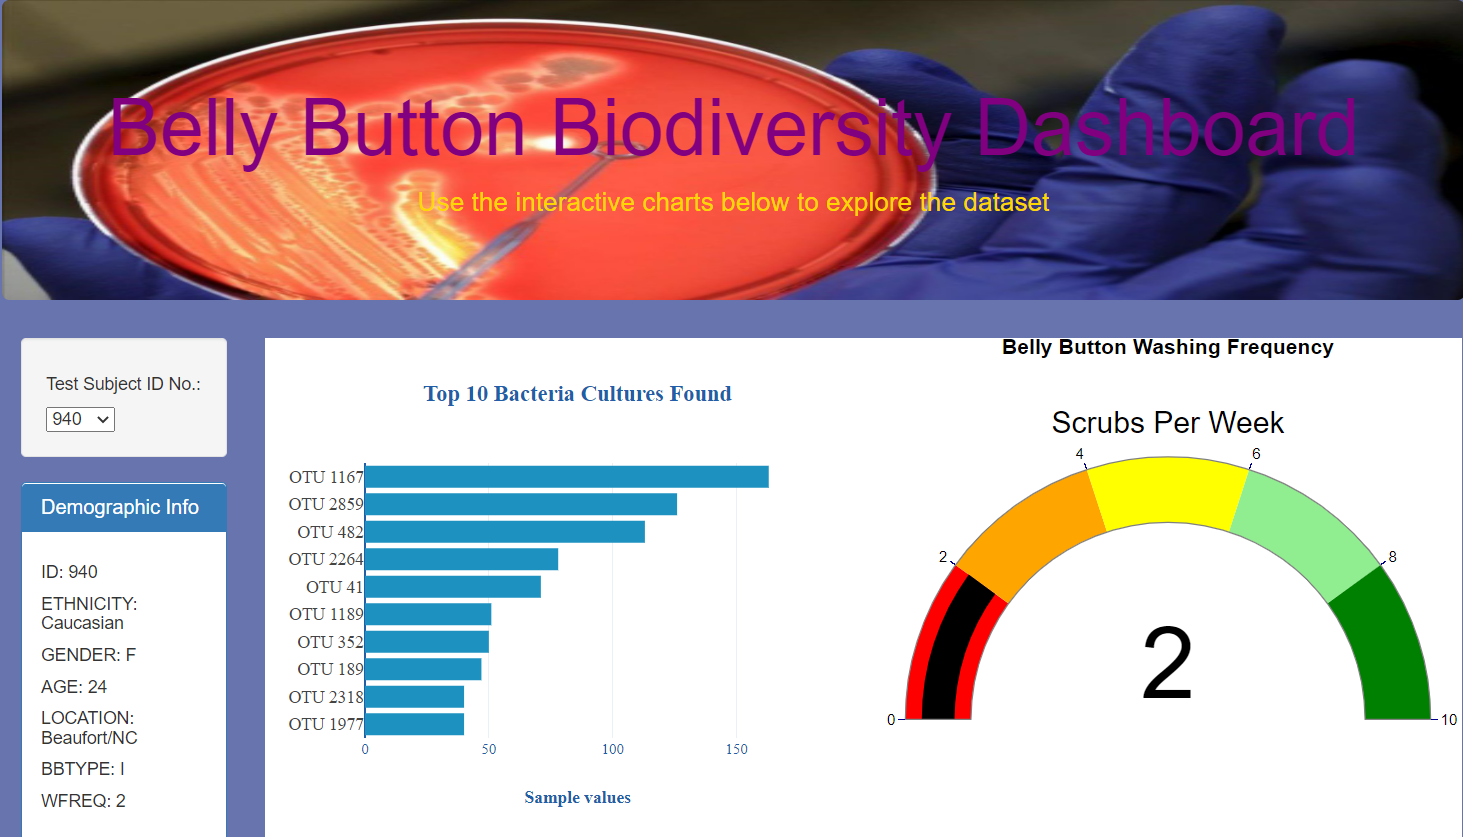 Belly Button Biodiversity Dashboard
Use the interactive charts below to explore the dataset
Test Subject ID No.:
940
Demographic Info
ID: 940
ETHNICITY:
Caucasian
GENDER: F
AGE: 24
LOCATION:
Beaufort/NC
BBTYPE: I
WFREQ: 2
Top 10 Bacteria Cultures Found
OTU 1167
OTU 2859
OTU 482
OTU 2264
OTU 41
OTU 1189
OTU 352
OTU 189
OTU 2318
OTU 1977
0 50 100 150
Sample values
Belly Button Washing Frequency
Scrubs Per Week
4 6
2 8
2
0 10